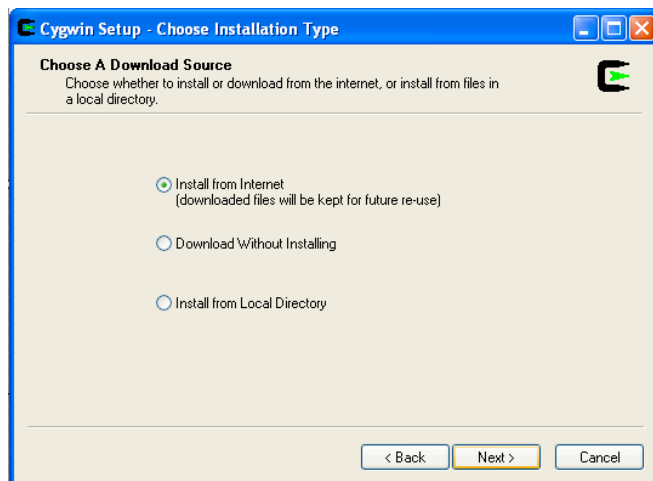 Cygwin Setup - Choose Installation Type
Choose A Download Source
Choose whether to install or download from the internet, or install from files in
a local directory.
Install from Internet
(downloaded files will be kept for future re-use)
Download Without Installing
Install from Local Directory
< Back
Next >
Cancel